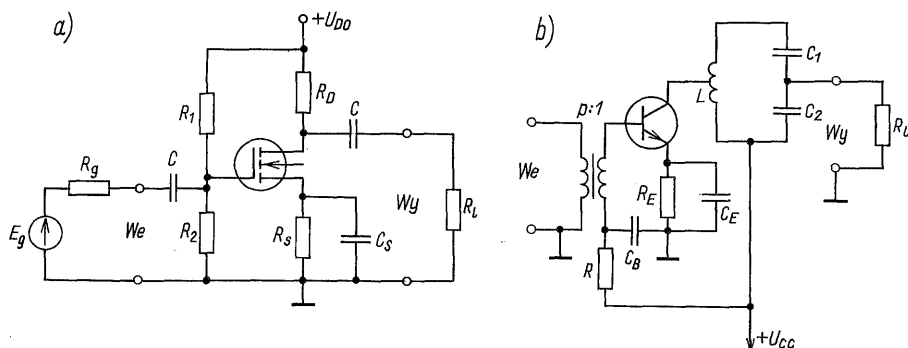 a)
+U_DD
R_D
R_1
C
R_g
C
We
E_g
R_2
R_s
C_s
Wy
R_l
b)
p:1
We
L
C_1
C_2
Wy
R_l
R_E
C_E
C_B
R
+U_CC